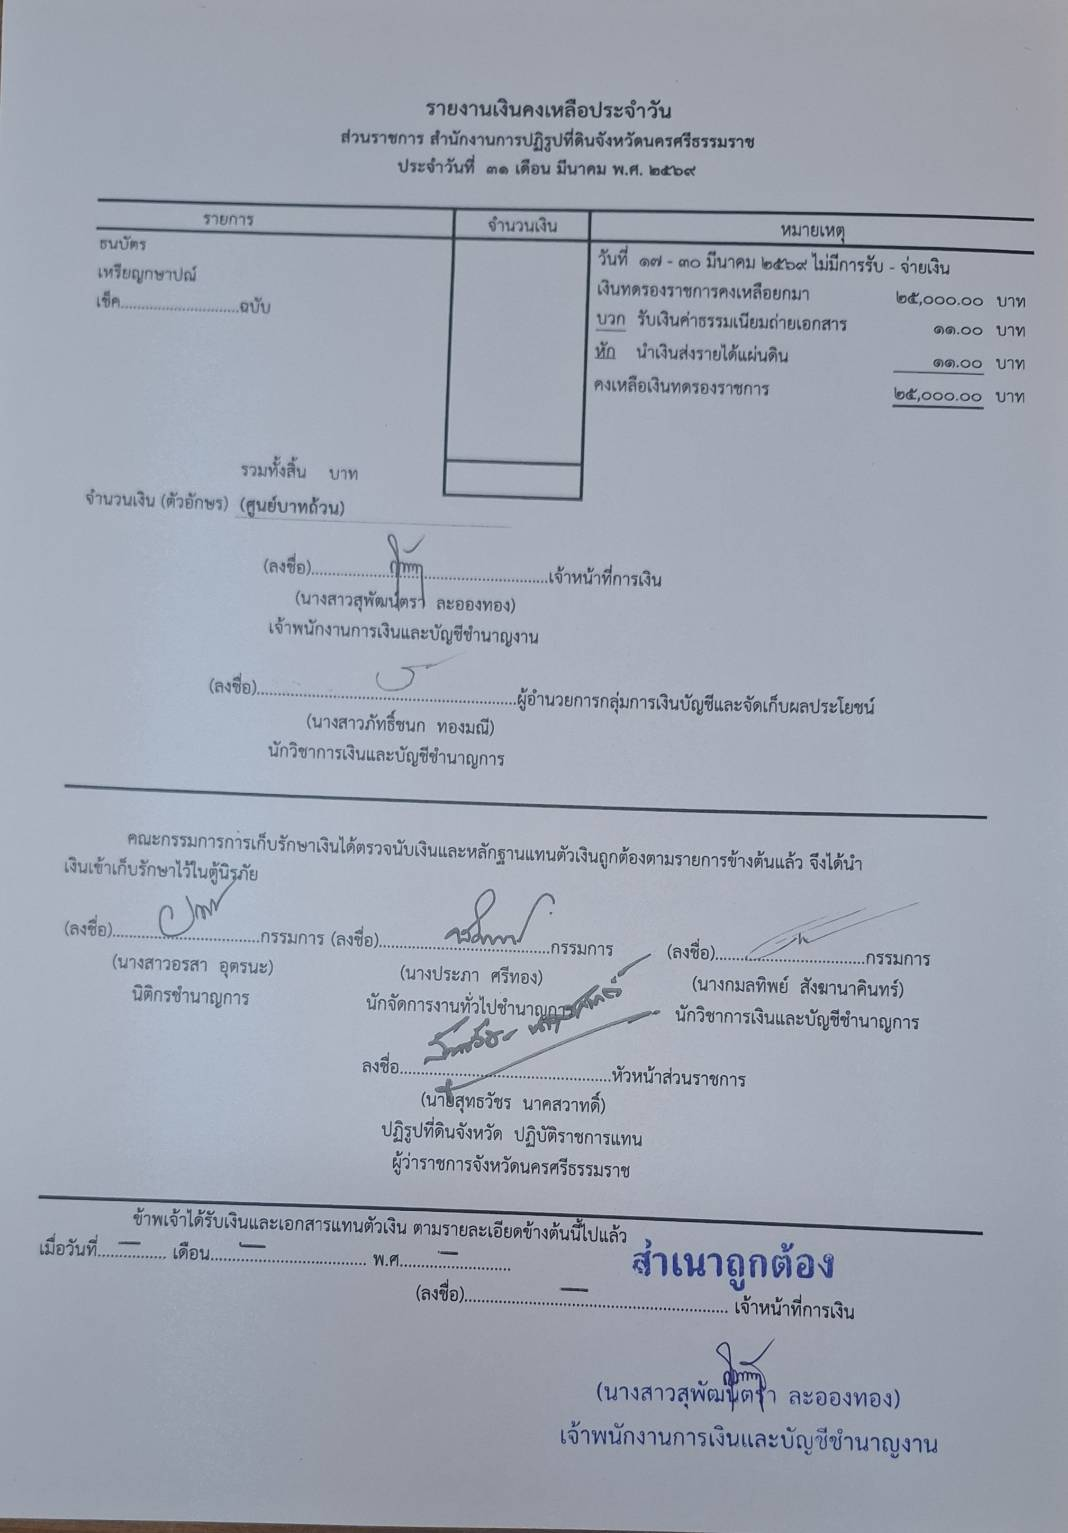 รายงานเงินคงเหลือประจำวัน
ส่วนราชการ สำนักงานการปฏิรูปที่ดินจังหวัดนครศรีธรรมราช
ประจำวันที่ ๓๑ เดือน มีนาคม พ.ศ. ๒๕๖๙
รายการ จำนวนเงิน หมายเหตุ
ธนบัตร
เหรียญกษาปณ์
เช็ค.............................ฉบับ
วันที่ ๑๗ - ๓๐ มีนาคม ๒๕๖๙ ไม่มีการรับ - จ่ายเงิน
เงินทดรองราชการคงเหลือยกมา ๒๕,๐๐๐.๐๐ บาท
บวก รับเงินค่าธรรมเนียมถ่ายเอกสาร ๑๑.๐๐ บาท
หัก นำเงินส่งรายได้แผ่นดิน ๑๑.๐๐ บาท
คงเหลือเงินทดรองราชการ ๒๕,๐๐๐.๐๐ บาท
รวมทั้งสิ้น บาท
จำนวนเงิน (ตัวอักษร) (ศูนย์บาทถ้วน)
(ลงชื่อ)..................................................เจ้าหน้าที่การเงิน
(นางสาวสุพัฒน์ตรา ละอองทอง)
เจ้าพนักงานการเงินและบัญชีชำนาญงาน
(ลงชื่อ)......................................................ผู้อำนวยการกลุ่มการเงินบัญชีและจัดเก็บผลประโยชน์
(นางสาวภัทธิ์ชนก ทองมณี)
นักวิชาการเงินและบัญชีชำนาญการ
คณะกรรมการการเก็บรักษาเงินได้ตรวจนับเงินและหลักฐานแทนตัวเงินถูกต้องตามรายการข้างต้นแล้ว จึงได้นำ
เงินเข้าเก็บรักษาไว้ในตู้นิรภัย
(ลงชื่อ)................................กรรมการ (ลงชื่อ)....................................กรรมการ (ลงชื่อ)................................กรรมการ
(นางสาวอรสา อุตรนะ) (นางประภา ศรีทอง) (นางกมลทิพย์ สังฆานาคินทร์)
นิติกรชำนาญการ นักจัดการงานทั่วไปชำนาญการ นักวิชาการเงินและบัญชีชำนาญการ
ลงชื่อ.............................................หัวหน้าส่วนราชการ
(นายสุทธวัชร นาคสวาทดิ์)
ปฏิรูปที่ดินจังหวัด ปฏิบัติราชการแทน
ผู้ว่าราชการจังหวัดนครศรีธรรมราช
ข้าพเจ้าได้รับเงินและเอกสารแทนตัวเงิน ตามรายละเอียดข้างต้นนี้ไปแล้ว
เมื่อวันที่....—......... เดือน.......—.................... พ.ศ........—..........
สำเนาถูกต้อง
(ลงชื่อ)....................—.......................... เจ้าหน้าที่การเงิน
(นางสาวสุพัฒน์ตรา ละอองทอง)
เจ้าพนักงานการเงินและบัญชีชำนาญงาน